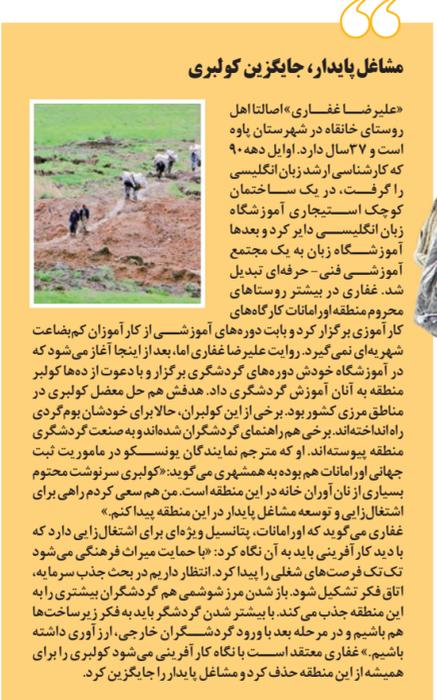 مشاغل پایدار، جایگزین کولبری
«علیرضـا غفـاری» اصالتا اهل
روستای خانقاه در شهرستان پاوه
است و ۳۷سال دارد. اوایل دهه ۹۰
که کارشناسی ارشد زبان انگلیسی
را گرفت، در یک ساختمان
کوچک استیجاری آموزشگاه
زبان انگلیسی دایر کرد و بعدها
آموزشگاه زبان به یک مجتمع
آموزشی فنی- حرفه‌ای تبدیل
شد. غفاری در بیشتر روستاهای
محروم منطقه اورامانات کارگاه‌های
کارآموزی برگزار کرد و بابت دوره‌های آموزشی از کارآموزان کم‌بضاعت
شهریه‌ای نمی‌گیرد. روایت علیرضا غفاری اما، بعد از اینجا آغاز می‌شود که
در آموزشگاه خودش دوره‌های گردشگری برگزار و با دعوت از ده‌ها کولبر
منطقه به آنان آموزش گردشگری داد. هدفش هم حل معضل کولبری در
مناطق مرزی کشور بود. برخی از این کولبران، حالا برای خودشان بوم‌گردی
راه انداخته‌اند. برخی هم راهنمای گردشگران شده‌اند و به صنعت گردشگری
منطقه پیوسته‌اند. او که مترجم نمایندگان یونسکو در ماموریت ثبت
جهانی اورامانات هم بوده به همشهری می‌گوید: «کولبری سرنوشت محتوم
بسیاری از نان‌آوران خانه در این منطقه است. من هم سعی کردم راهی برای
اشتغال‌زایی و توسعه مشاغل پایدار در این منطقه پیدا کنم.»
غفاری می‌گوید که اورامانات، پتانسیل ویژه‌ای برای اشتغال‌زایی دارد که
با دید کارآفرینی باید به آن نگاه کرد: «با حمایت میراث فرهنگی می‌شود
تک‌تک فرصت‌های شغلی را پیدا کرد. انتظار داریم در بحث جذب سرمایه،
اتاق فکر تشکیل شود. باز شدن مرز شوشمی هم گردشگران بیشتری را به
این منطقه جذب می‌کند. با بیشتر شدن گردشگر باید به فکر زیرساخت‌ها
هم باشیم و در مرحله بعد با ورود گردشگران خارجی، ارزآوری داشته
باشیم.» غفاری معتقد است با نگاه کارآفرینی می‌شود کولبری را برای
همیشه از این منطقه حذف کرد و مشاغل پایدار را جایگزین کرد.